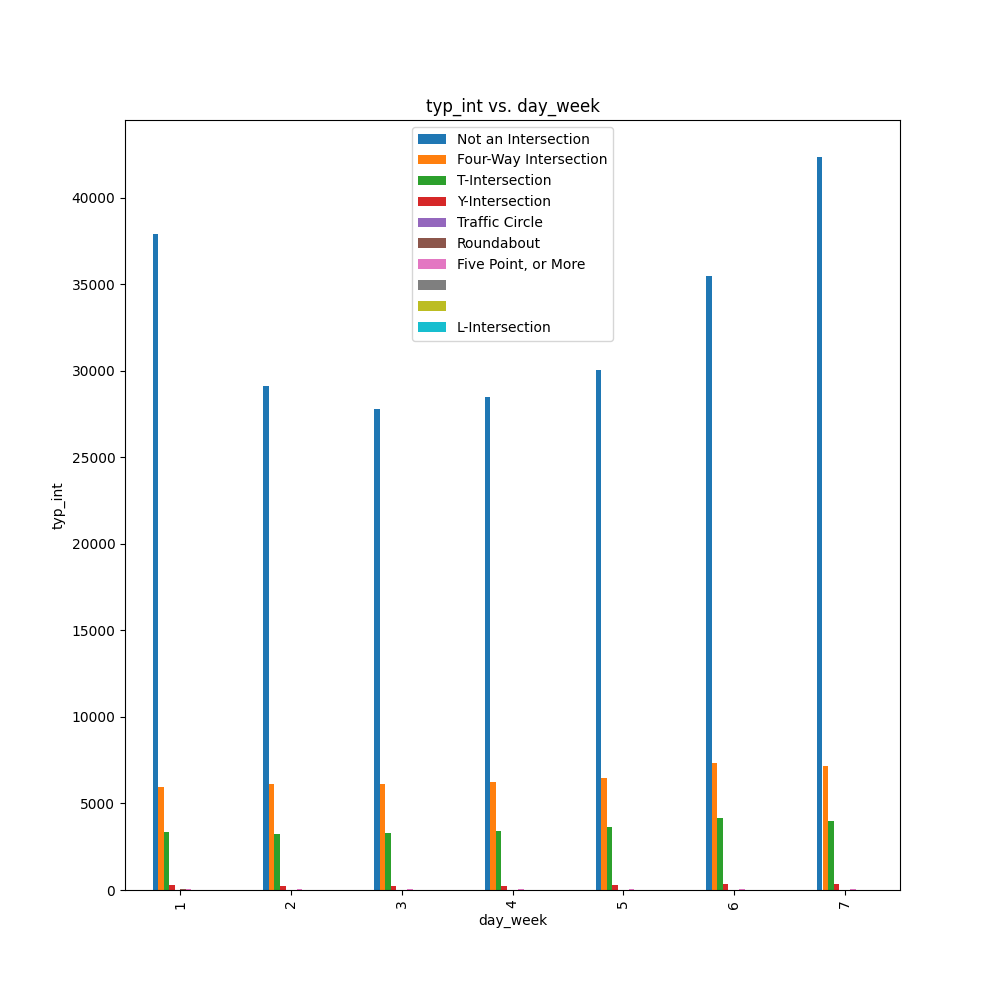 typ_int vs. day_week
Not an Intersection
Four-Way Intersection
T-Intersection
Y-Intersection
Traffic Circle
Roundabout
Five Point, or More
L-Intersection
40000
35000
30000
25000
20000
15000
10000
5000
0
typ_int
1 2 3 4 5 6 7
day_week